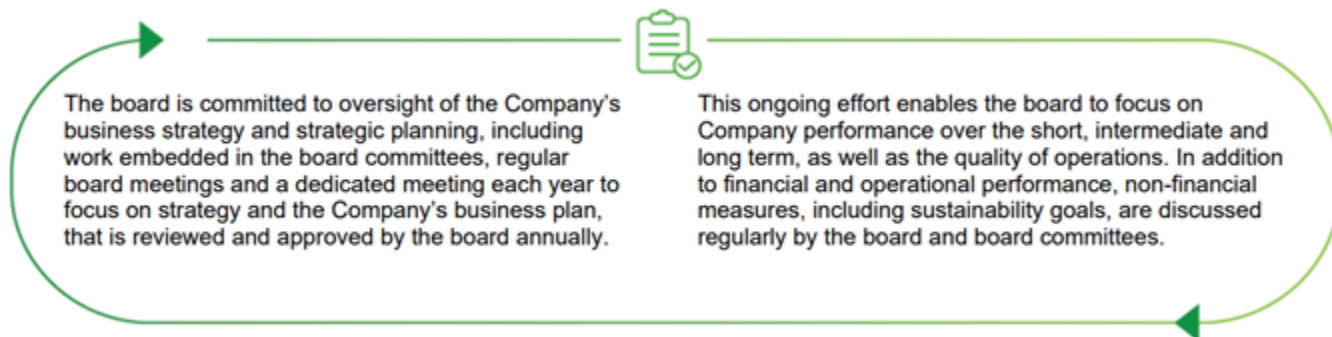 The board is committed to oversight of the Company's
business strategy and strategic planning, including
work embedded in the board committees, regular
board meetings and a dedicated meeting each year to
focus on strategy and the Company's business plan,
that is reviewed and approved by the board annually.
This ongoing effort enables the board to focus on
Company performance over the short, intermediate and
long term, as well as the quality of operations. In addition
to financial and operational performance, non-financial
measures, including sustainability goals, are discussed
regularly by the board and board committees.